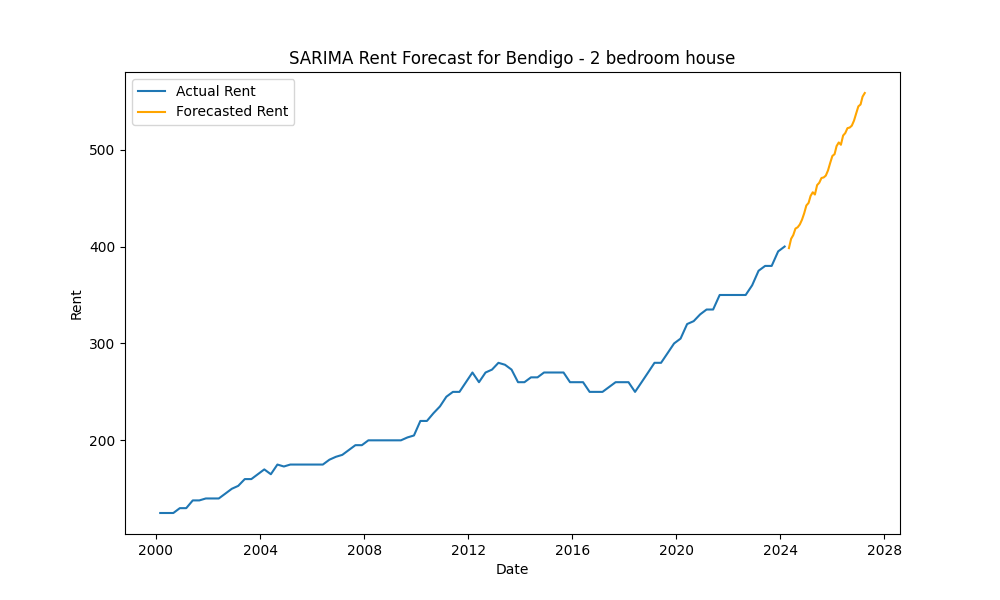 SARIMA Rent Forecast for Bendigo - 2 bedroom house
Actual Rent
Forecasted Rent
500
400
300
200
Rent
2000 2004 2008 2012 2016 2020 2024 2028
Date